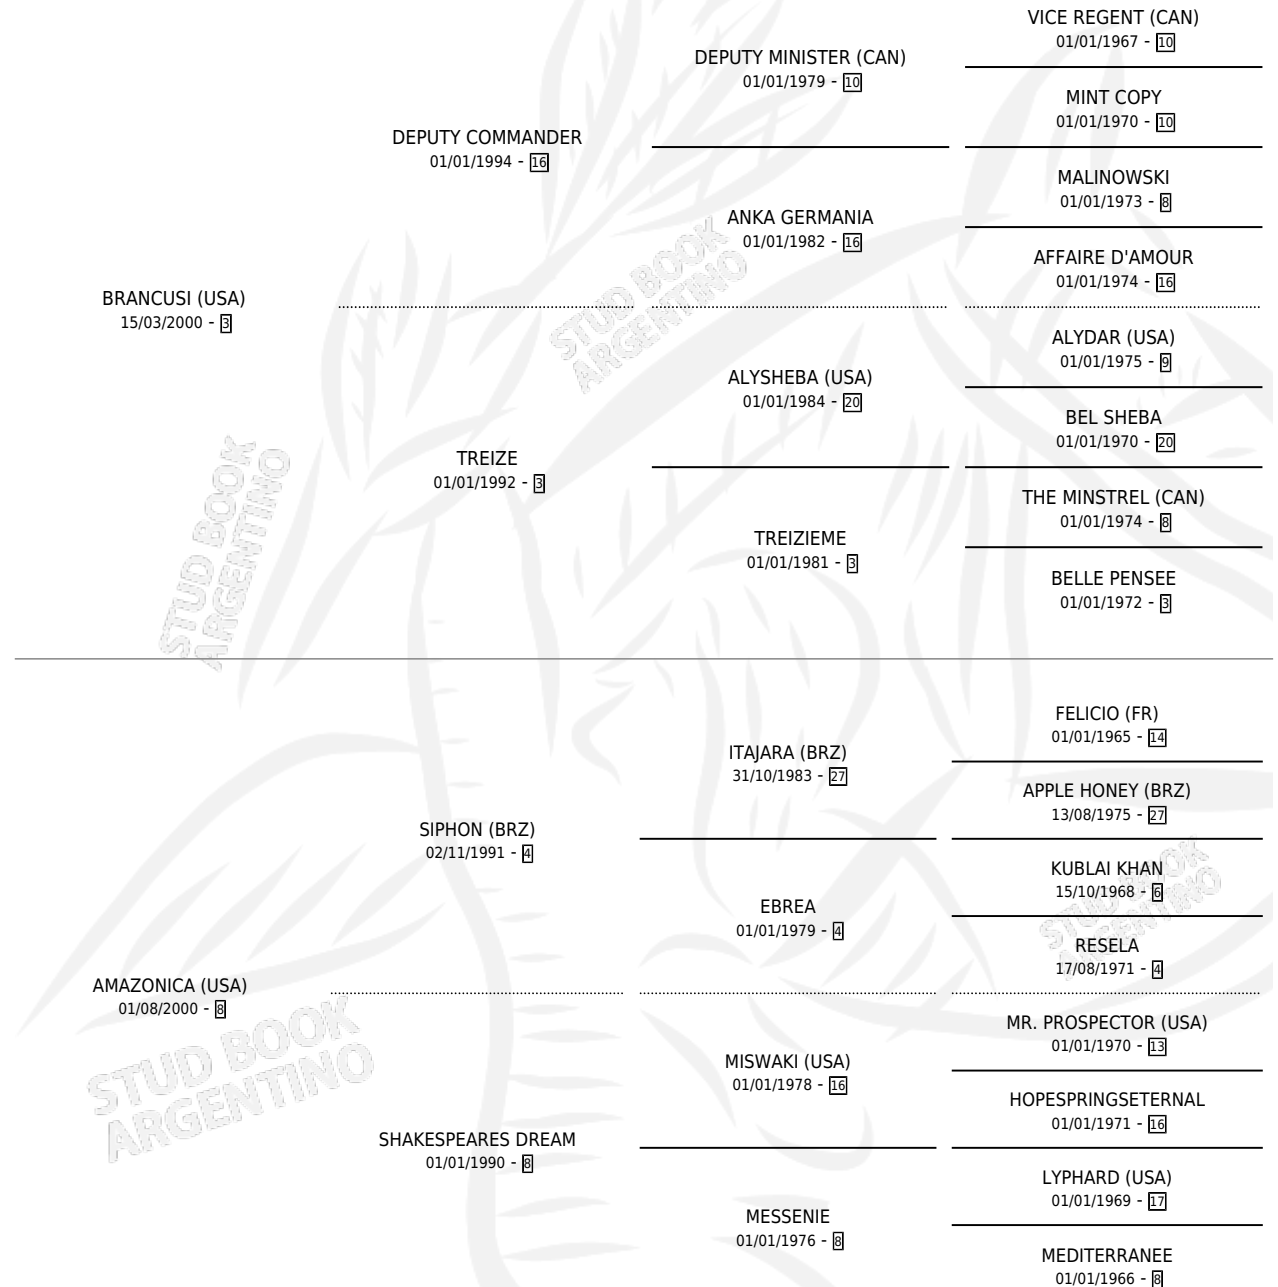 VICE REGENT (CAN)
01/01/1967 - 10
DEPUTY MINISTER (CAN)
01/01/1979 - 10
MINT COPY
01/01/1970 - 10
DEPUTY COMMANDER
01/01/1994 - 16
MALINOWSKI
01/01/1973 - 8
ANKA GERMANIA
01/01/1982 - 16
AFFAIRE D'AMOUR
01/01/1974 - 16
BRANCUSI (USA)
15/03/2000 - 3
ALYDAR (USA)
01/01/1975 - 9
ALYSHEBA (USA)
01/01/1984 - 20
BEL SHEBA
01/01/1970 - 20
TREIZE
01/01/1992 - 3
THE MINSTREL (CAN)
01/01/1974 - 8
TREIZIEME
01/01/1981 - 3
BELLE PENSEE
01/01/1972 - 3
FELICIO (FR)
01/01/1965 - 14
ITAJARA (BRZ)
31/10/1983 - 27
APPLE HONEY (BRZ)
13/08/1975 - 27
SIPHON (BRZ)
02/11/1991 - 4
KUBLAI KHAN
15/10/1968 - 6
EBREA
01/01/1979 - 4
RESELA
17/08/1971 - 4
AMAZONICA (USA)
01/08/2000 - 8
MR. PROSPECTOR (USA)
01/01/1970 - 13
MISWAKI (USA)
01/01/1978 - 16
HOPESPRINGSETERNAL
01/01/1971 - 16
SHAKESPEARES DREAM
01/01/1990 - 8
LYPHARD (USA)
01/01/1969 - 17
MESSENIE
01/01/1976 - 8
MEDITERRANEE
01/01/1966 - 8
STUD BOOK
ARGENTINO
STUD BOOK
ARGENTINO
STUD BOOK
ARGENTINO
STUD BOOK
ARGENTINO